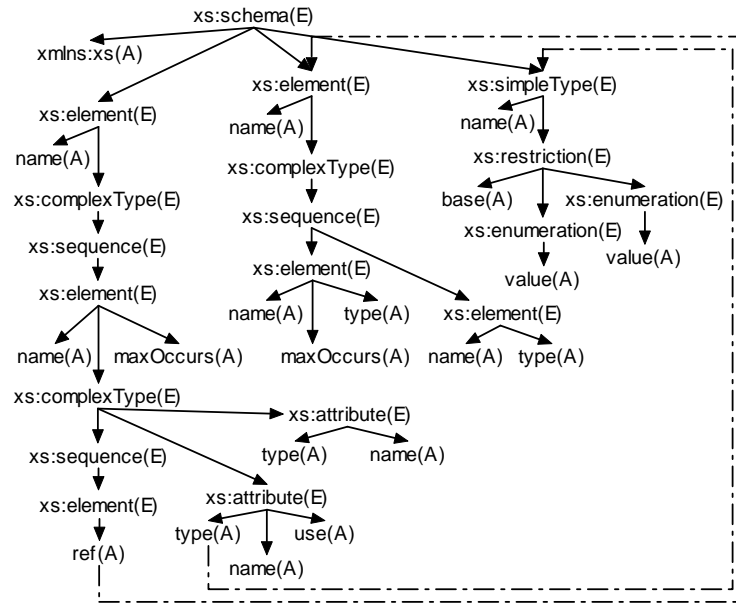 xs:schema(E)
xmlns:xs(A)
xs:element(E)
xs:simpleType(E)
xs:element(E)
name(A)
name(A)
name(A)
xs:complexType(E)
xs:restriction(E)
xs:complexType(E)
base(A)
xs:enumeration(E)
xs:sequence(E)
xs:enumeration(E)
xs:sequence(E)
value(A)
xs:element(E)
value(A)
xs:element(E)
name(A)
type(A)
xs:element(E)
name(A)
maxOccurs(A)
maxOccurs(A)
name(A)
type(A)
xs:complexType(E)
xs:attribute(E)
xs:sequence(E)
type(A)
name(A)
xs:element(E)
xs:attribute(E)
type(A)
use(A)
ref(A)
name(A)